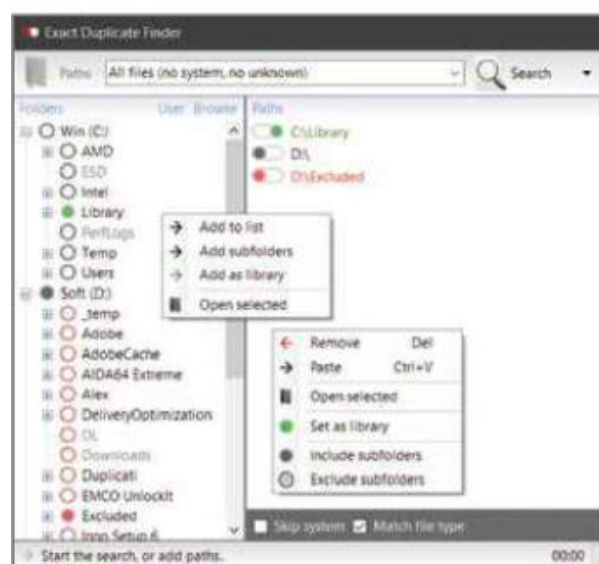 Exact Duplicate Finder
Paths All files (no system, no unknown) Search
Folders User Browse
Win (C:)
AMD
ESD
Intel
Library
PerfLogs
Temp
Users
Soft (D:)
_temp
Adobe
AdobeCache
AIDA64 Extreme
Alex
DeliveryOptimization
DL
Downloads
Duplicati
EMCO UnlockIt
Excluded
Inno Setup 6
Paths
C:\Library
D:\
D:\Excluded
Add to list
Add subfolders
Add as library
Open selected
Remove Del
Paste Ctrl+V
Open selected
Set as library
Include subfolders
Exclude subfolders
Skip system Match file type
Start the search, or add paths. 00:00